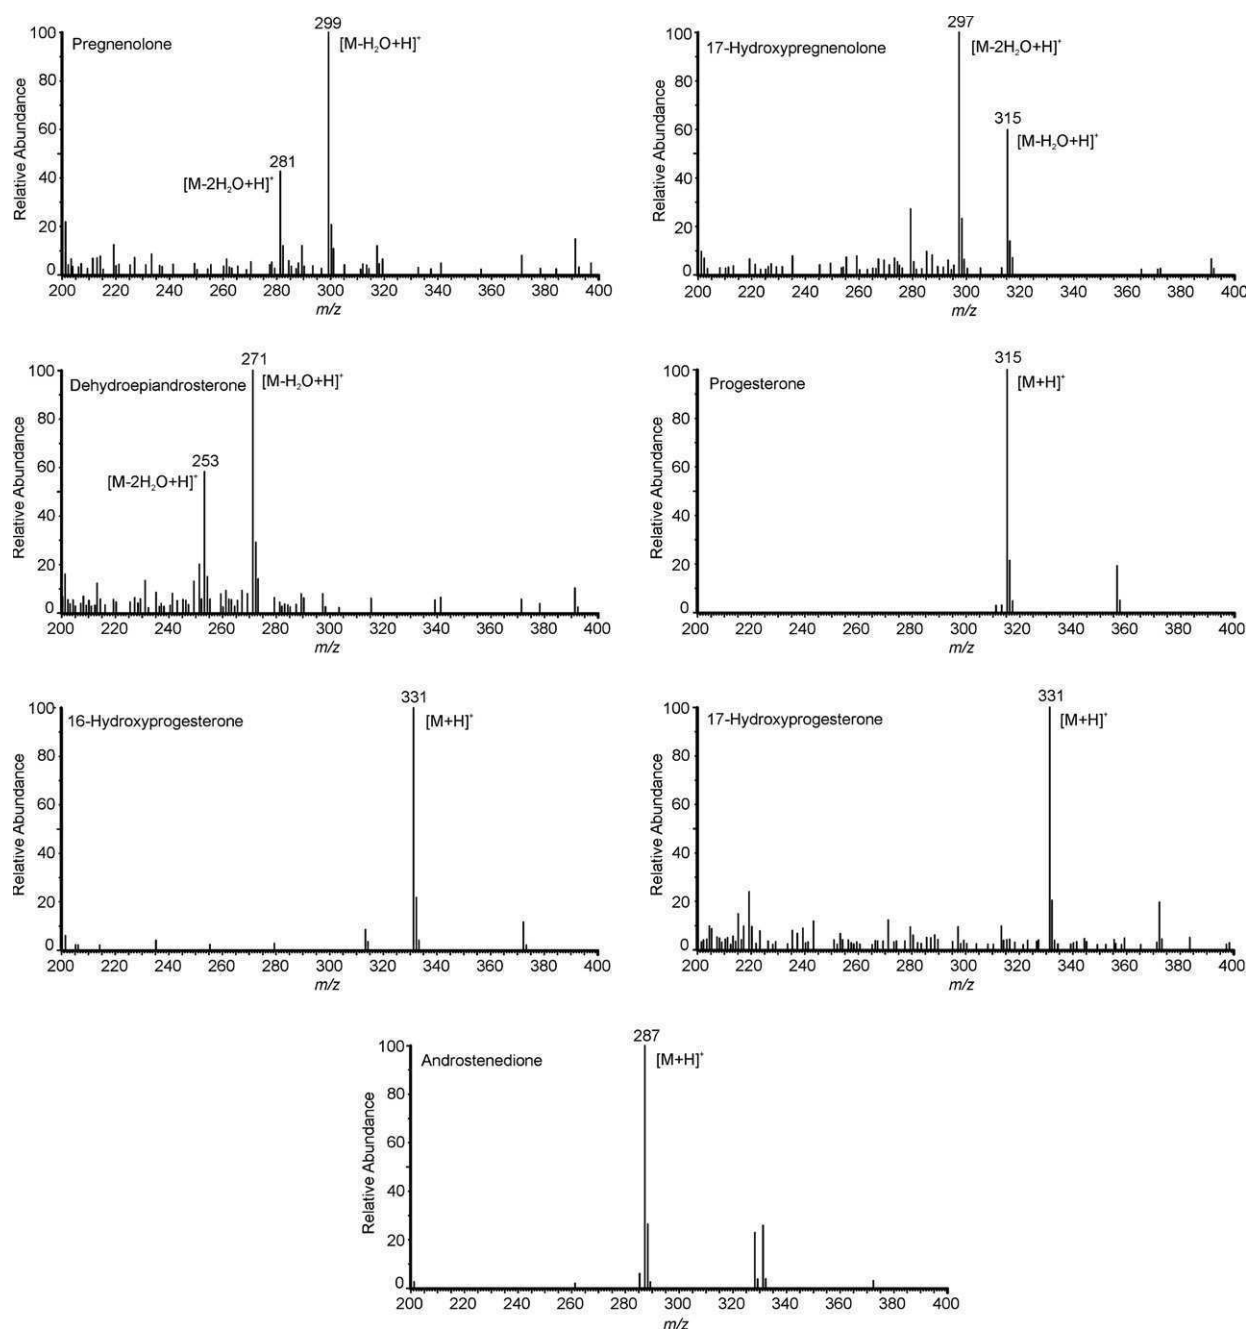 Pregnenolone
299
[M-H₂O+H]⁺
281
[M-2H₂O+H]⁺
Relative Abundance
100
80
60
40
20
0
200 220 240 260 280 300 320 340 360 380 400
m/z
17-Hydroxypregnenolone
297
[M-2H₂O+H]⁺
315
[M-H₂O+H]⁺
Relative Abundance
100
80
60
40
20
0
200 220 240 260 280 300 320 340 360 380 400
m/z
Dehydroepiandrosterone
271
[M-H₂O+H]⁺
253
[M-2H₂O+H]⁺
Relative Abundance
100
80
60
40
20
0
200 220 240 260 280 300 320 340 360 380 400
m/z
Progesterone
315
[M+H]⁺
Relative Abundance
100
80
60
40
20
0
200 220 240 260 280 300 320 340 360 380 400
m/z
16-Hydroxyprogesterone
331
[M+H]⁺
Relative Abundance
100
80
60
40
20
0
200 220 240 260 280 300 320 340 360 380 400
m/z
17-Hydroxyprogesterone
331
[M+H]⁺
Relative Abundance
100
80
60
40
20
0
200 220 240 260 280 300 320 340 360 380 400
m/z
Androstenedione
287
[M+H]⁺
Relative Abundance
100
80
60
40
20
0
200 220 240 260 285 300 320 340 360 380 400
m/z